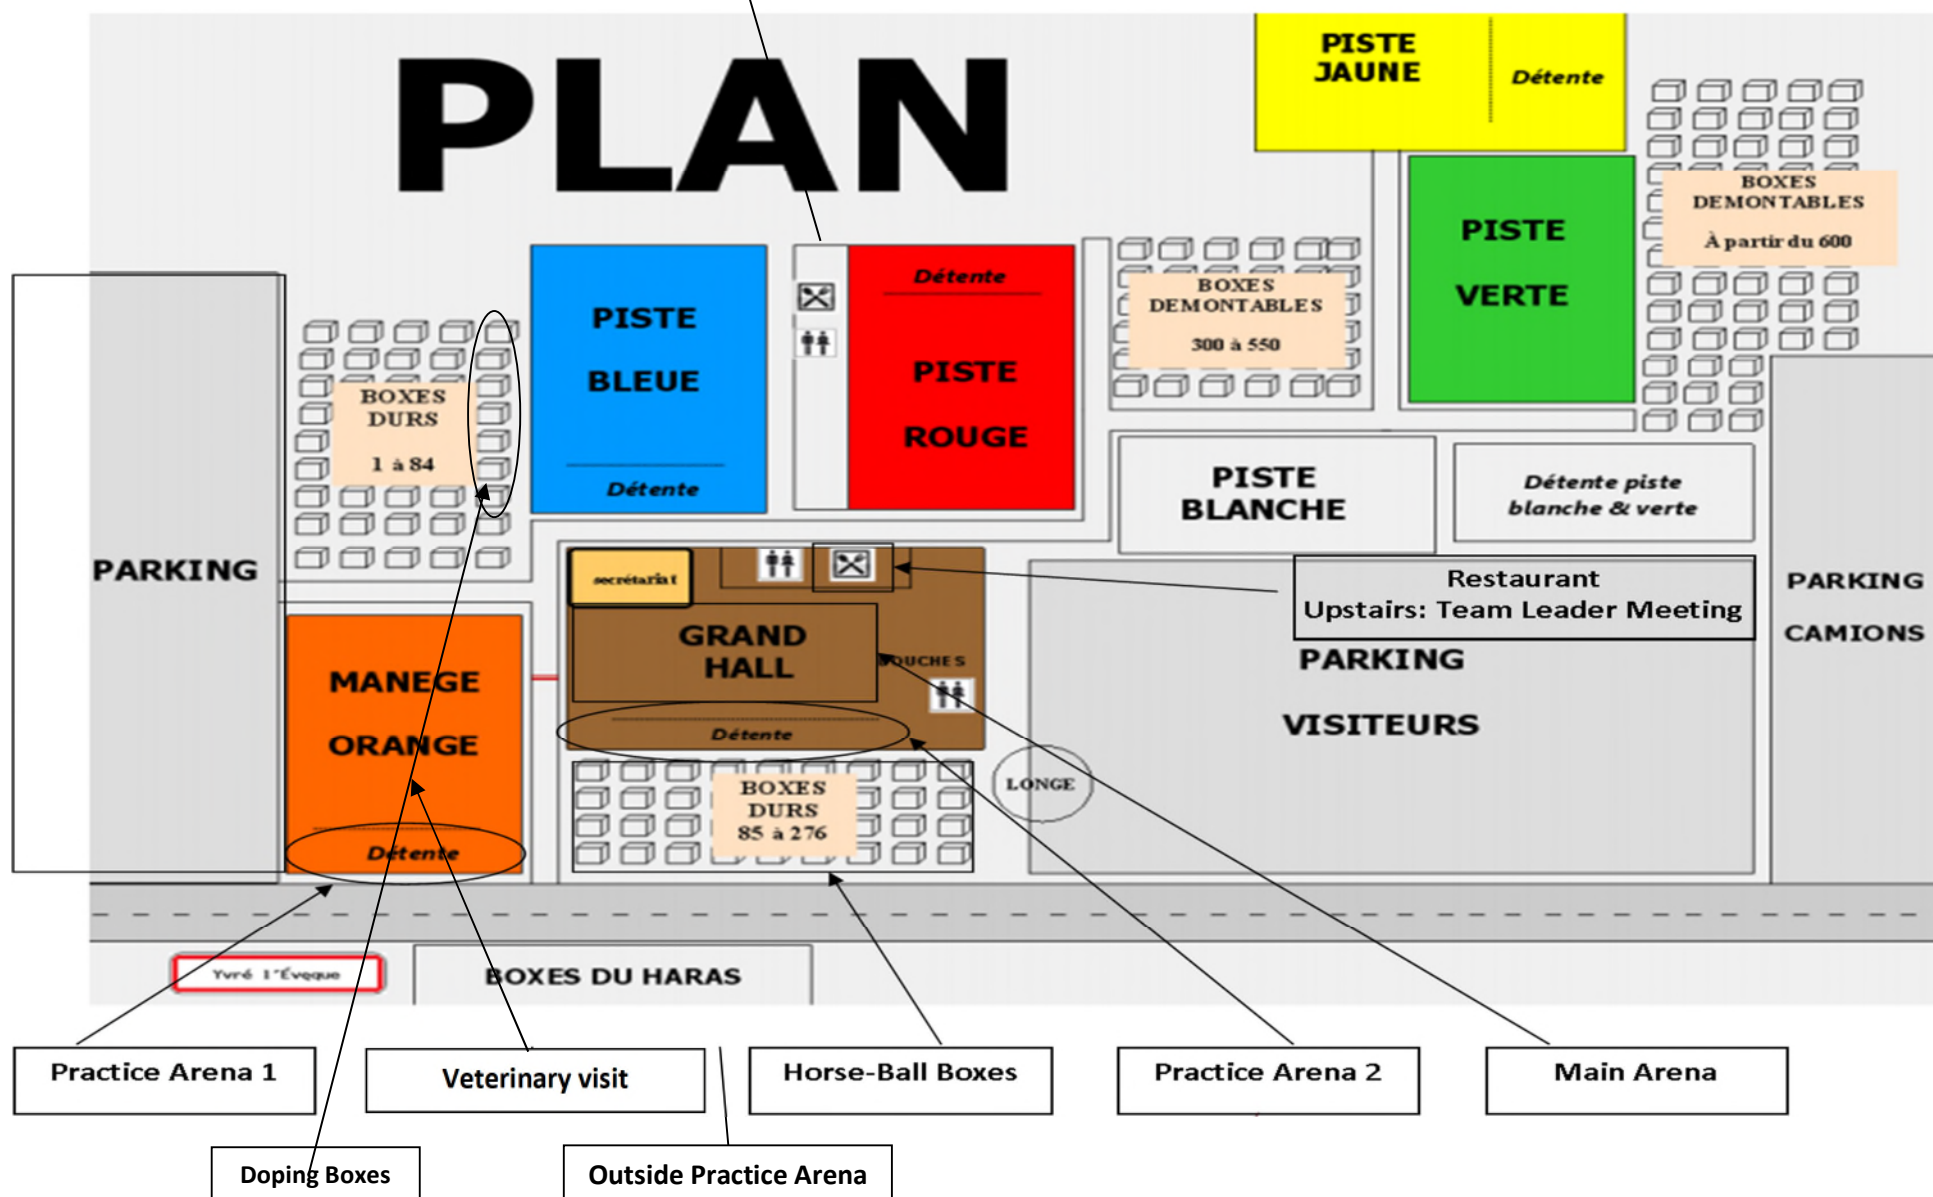 PLAN
PISTE
JAUNE
Détente
BOXES
DEMONTABLES
À partir du 600
PISTE
VERTE
PISTE
BLEUE
Détente
Détente
PISTE
ROUGE
BOXES
DEMONTABLES
300 à 550
BOXES
DURS
1 à 84
PISTE
BLANCHE
Détente piste
blanche & verte
PARKING
secrétariat
GRAND
HALL
OUCHES
Détente
Restaurant
Upstairs: Team Leader Meeting
PARKING
VISITEURS
PARKING
CAMIONS
MANEGE
ORANGE
Détente
BOXES
DURS
85 à 276
LONGE
Yvré l'Évêque
BOXES DU HARAS
Practice Arena 1
Veterinary visit
Horse-Ball Boxes
Practice Arena 2
Main Arena
Doping Boxes
Outside Practice Arena